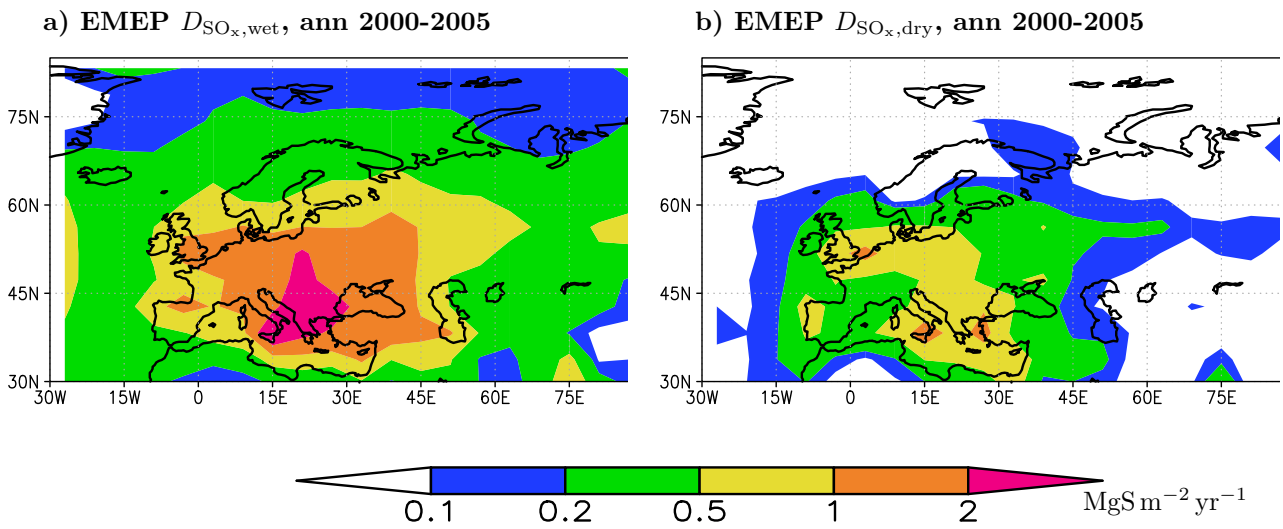 a) EMEP D_SOₓ,wet, ann 2000-2005
b) EMEP D_SOₓ,dry, ann 2000-2005
75N
60N
45N
30N
30W 15W 0 15E 30E 45E 60E 75E
75N
60N
45N
30N
30W 15W 0 15E 30E 45E 60E 75E
0.1 0.2 0.5 1 2 MgS m⁻² yr⁻¹